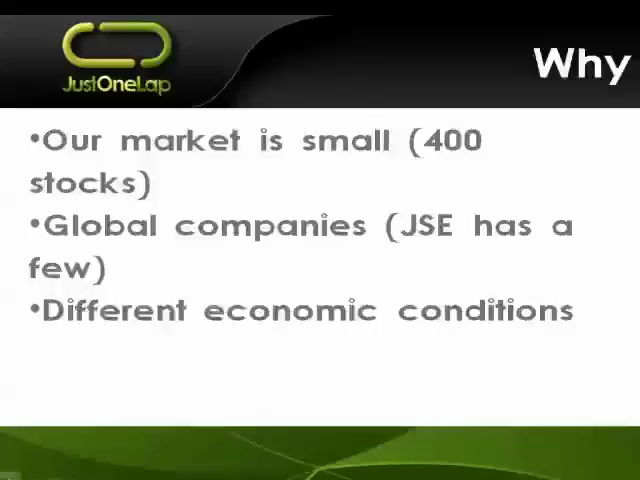 JustOneLap
Why
•Our market is small (400
stocks)
•Global companies (JSE has a
few)
•Different economic conditions